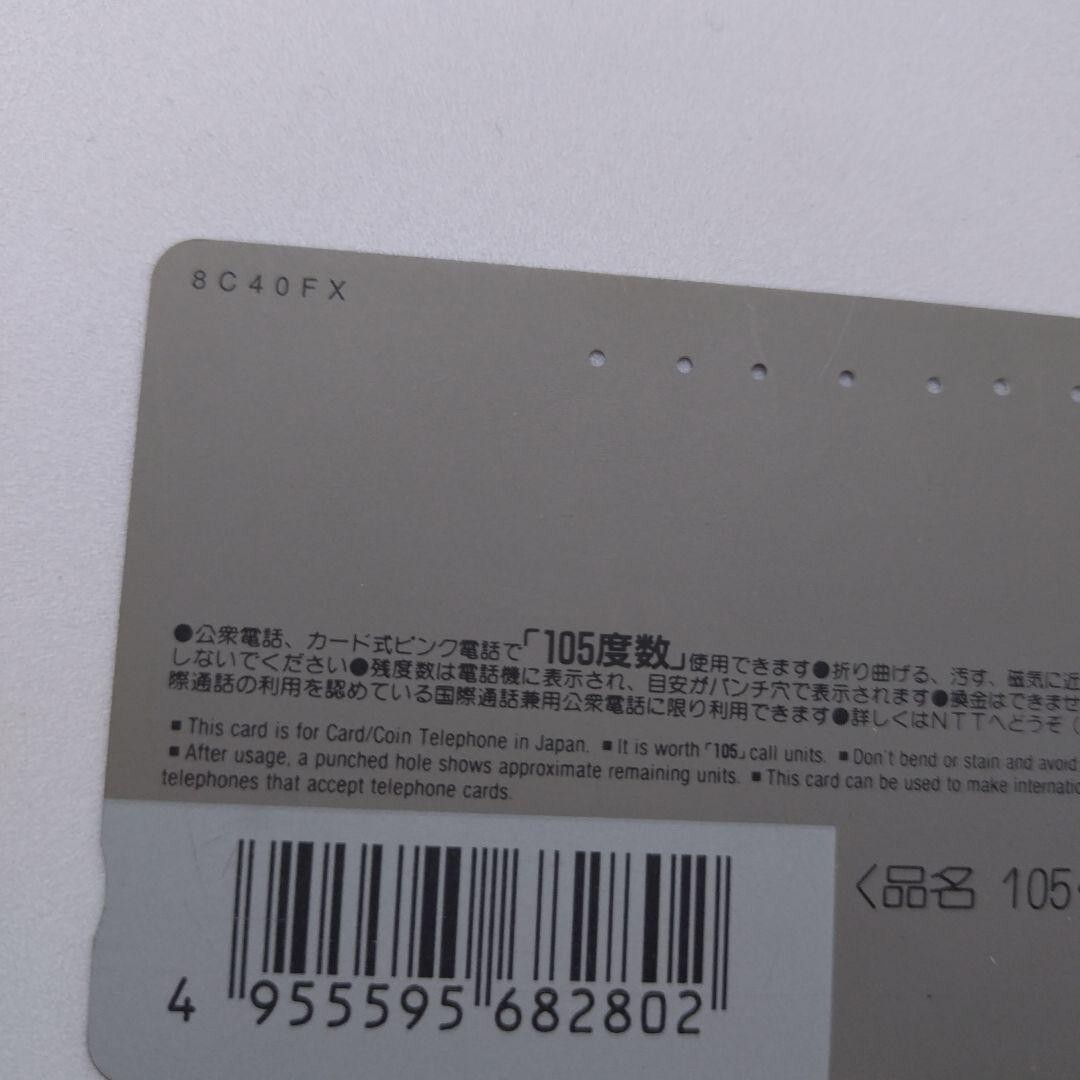 8C40FX
●公衆電話、カード式ピンク電話で「105度数」使用できます●折り曲げる、汚す、磁気に近
しないでください●残度数は電話機に表示され、目安がパンチ穴で表示されます●換金はできませ
際通話の利用を認めている国際通話兼用公衆電話に限り利用できます●詳しくはNTTへどうぞ(
■This card is for Card/Coin Telephone in Japan. ■It is worth「105」call units. ■Don't bend or stain and avoid
■After usage, a punched hole shows approximate remaining units. ■This card can be used to make internatio
telephones that accept telephone cards.
<品名 105
4 955595 682802